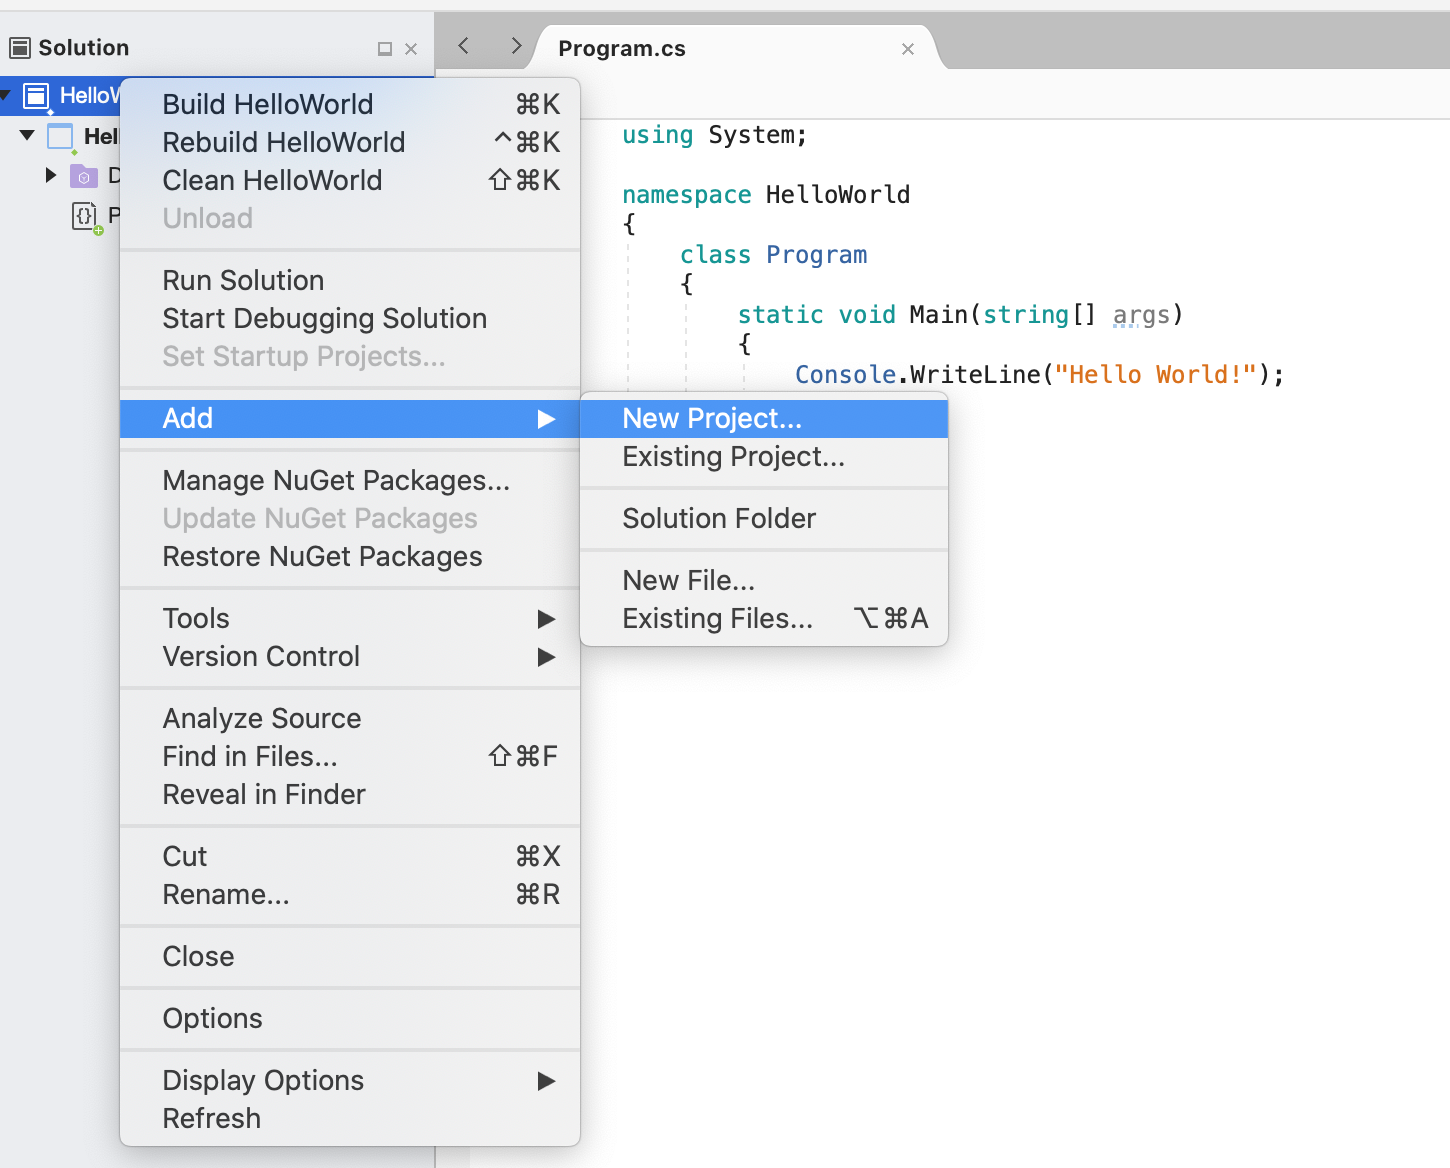 Solution
Program.cs
HelloW
Hel
D
P
Build HelloWorld ⌘K
Rebuild HelloWorld ^⌘K
Clean HelloWorld ⇧⌘K
Unload
Run Solution
Start Debugging Solution
Set Startup Projects...
Add
Manage NuGet Packages...
Update NuGet Packages
Restore NuGet Packages
Tools
Version Control
Analyze Source
Find in Files... ⇧⌘F
Reveal in Finder
Cut ⌘X
Rename... ⌘R
Close
Options
Display Options
Refresh
New Project...
Existing Project...
Solution Folder
New File...
Existing Files... ⌥⌘A
using System;
namespace HelloWorld
{
class Program
{
static void Main(string[] args)
{
Console.WriteLine("Hello World!");